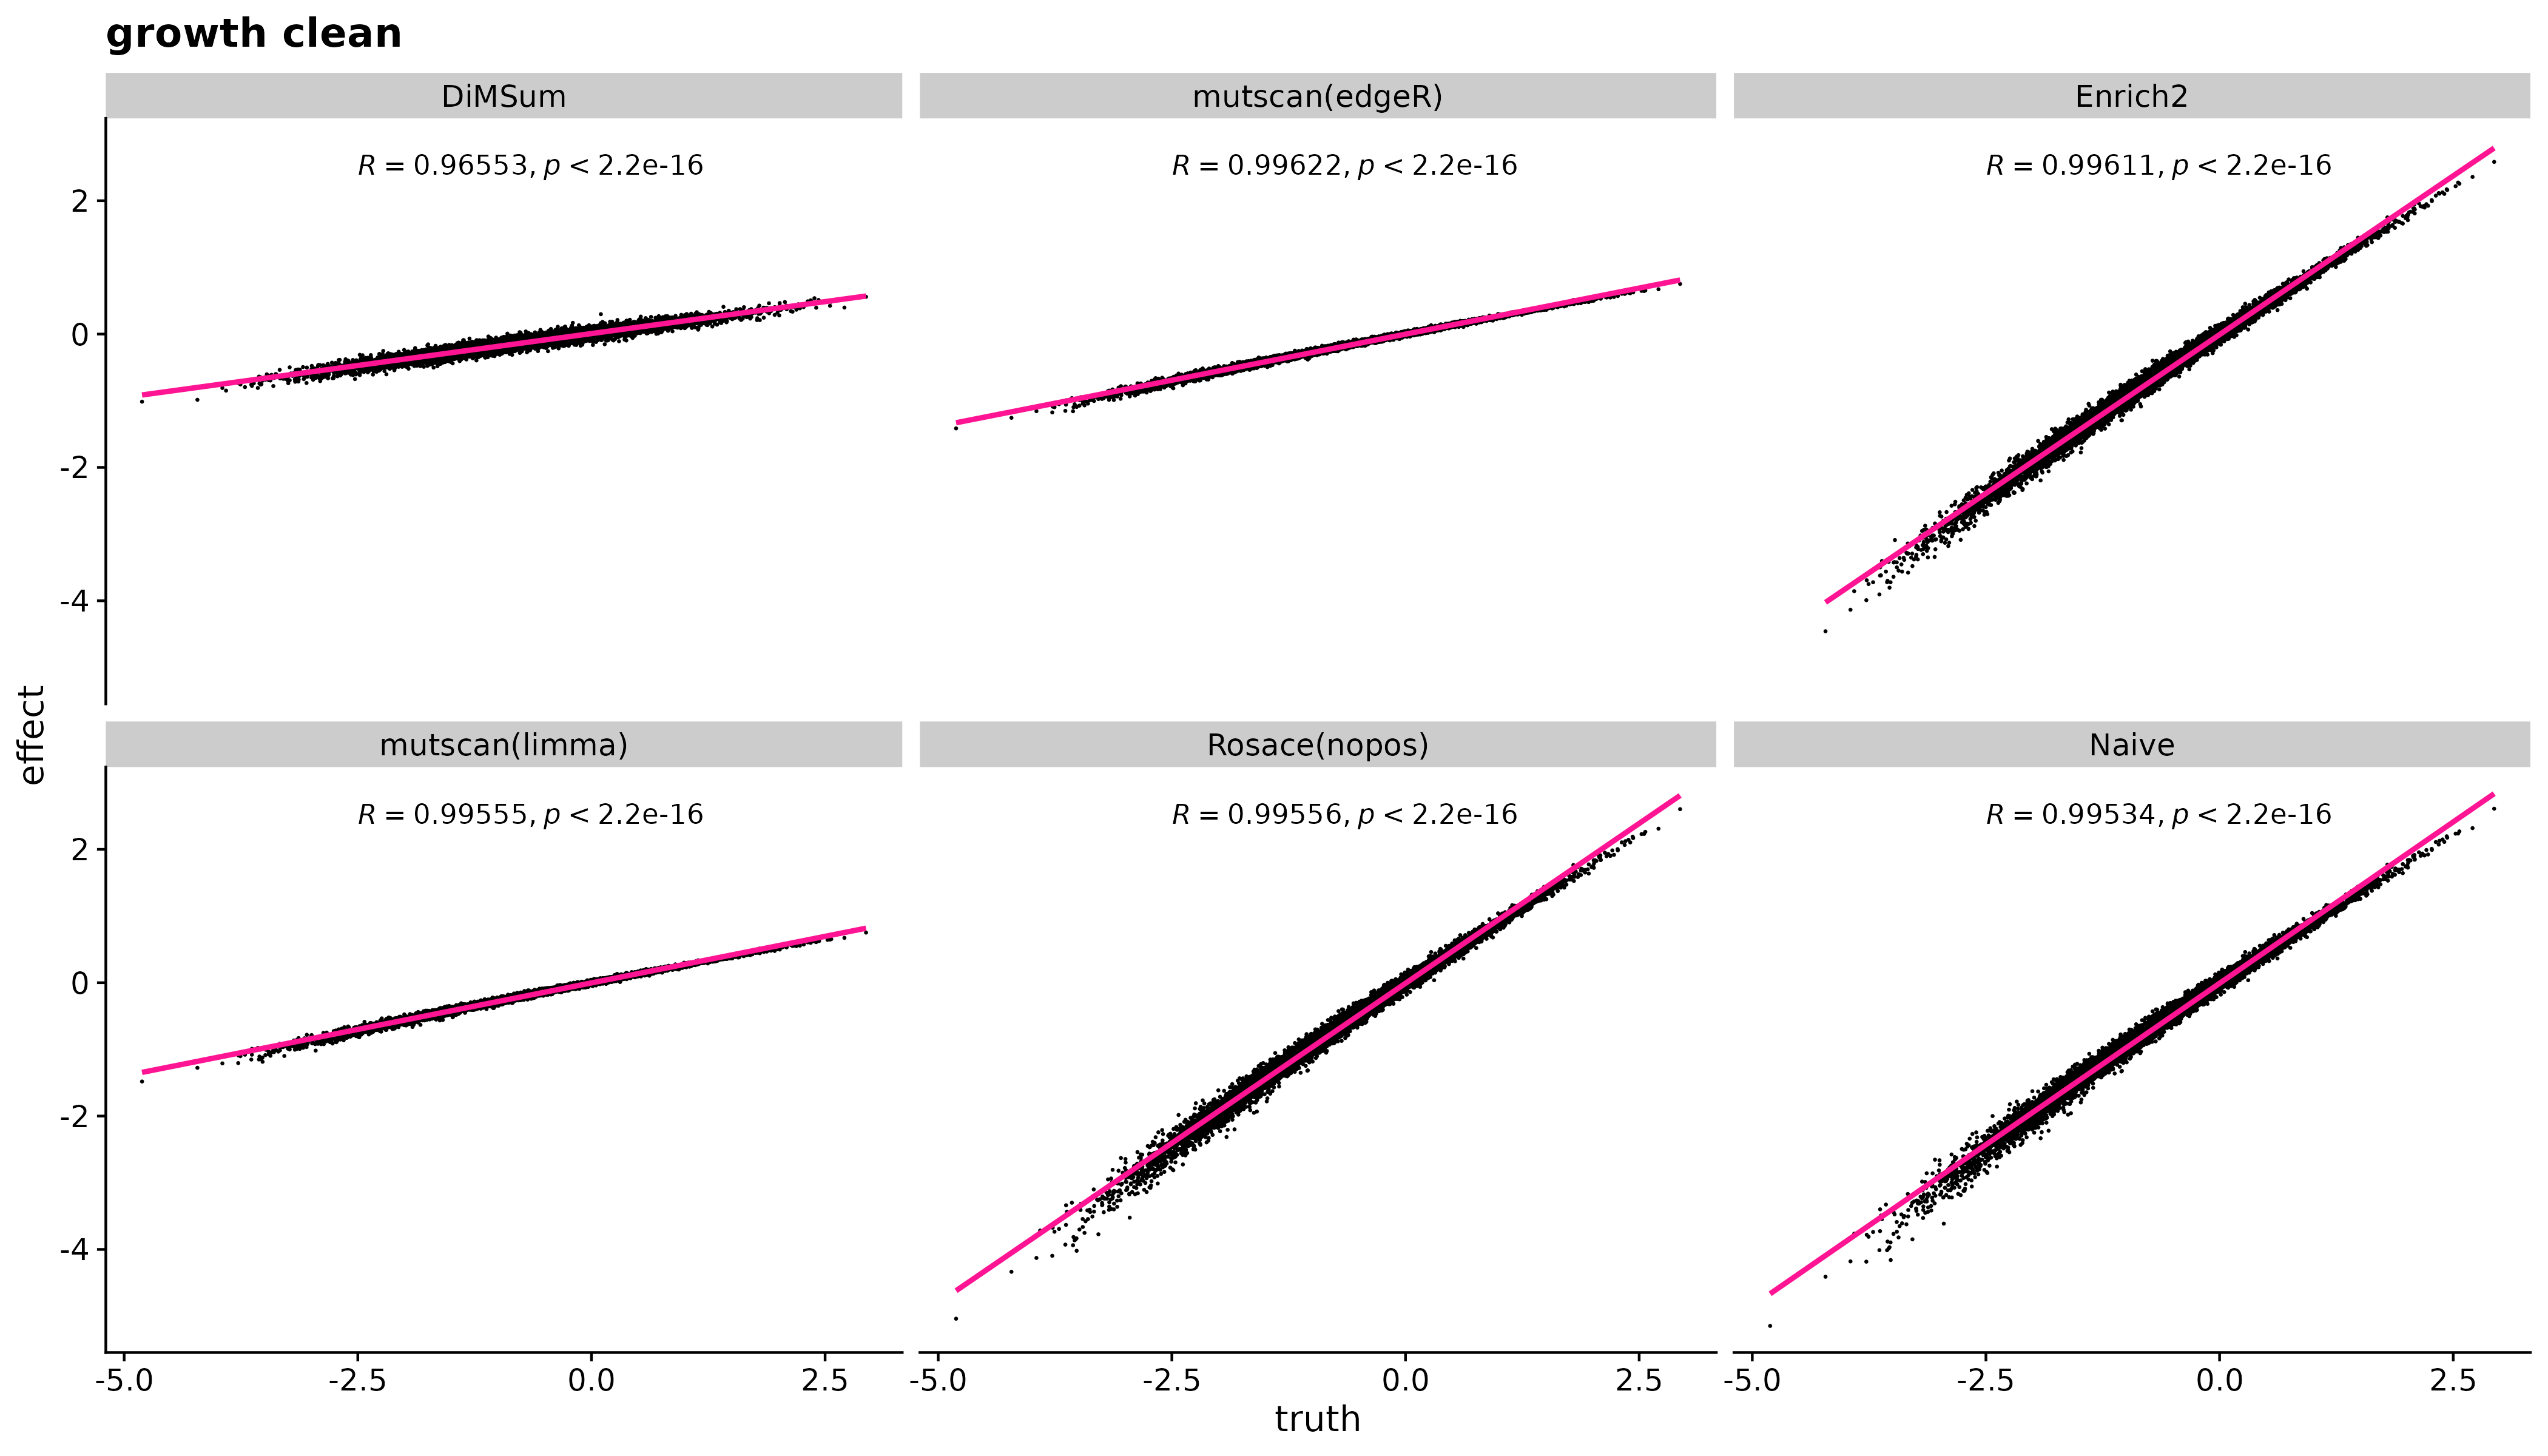 growth clean
DiMSum
mutscan(edgeR)
Enrich2
R = 0.96553, p < 2.2e-16
R = 0.99622, p < 2.2e-16
R = 0.99611, p < 2.2e-16
2
0
-2
-4
effect
mutscan(limma)
Rosace(nopos)
Naive
R = 0.99555, p < 2.2e-16
R = 0.99556, p < 2.2e-16
R = 0.99534, p < 2.2e-16
2
0
-2
-4
-5.0 -2.5 0.0 2.5
-5.0 -2.5 0.0 2.5
-5.0 -2.5 0.0 2.5
truth